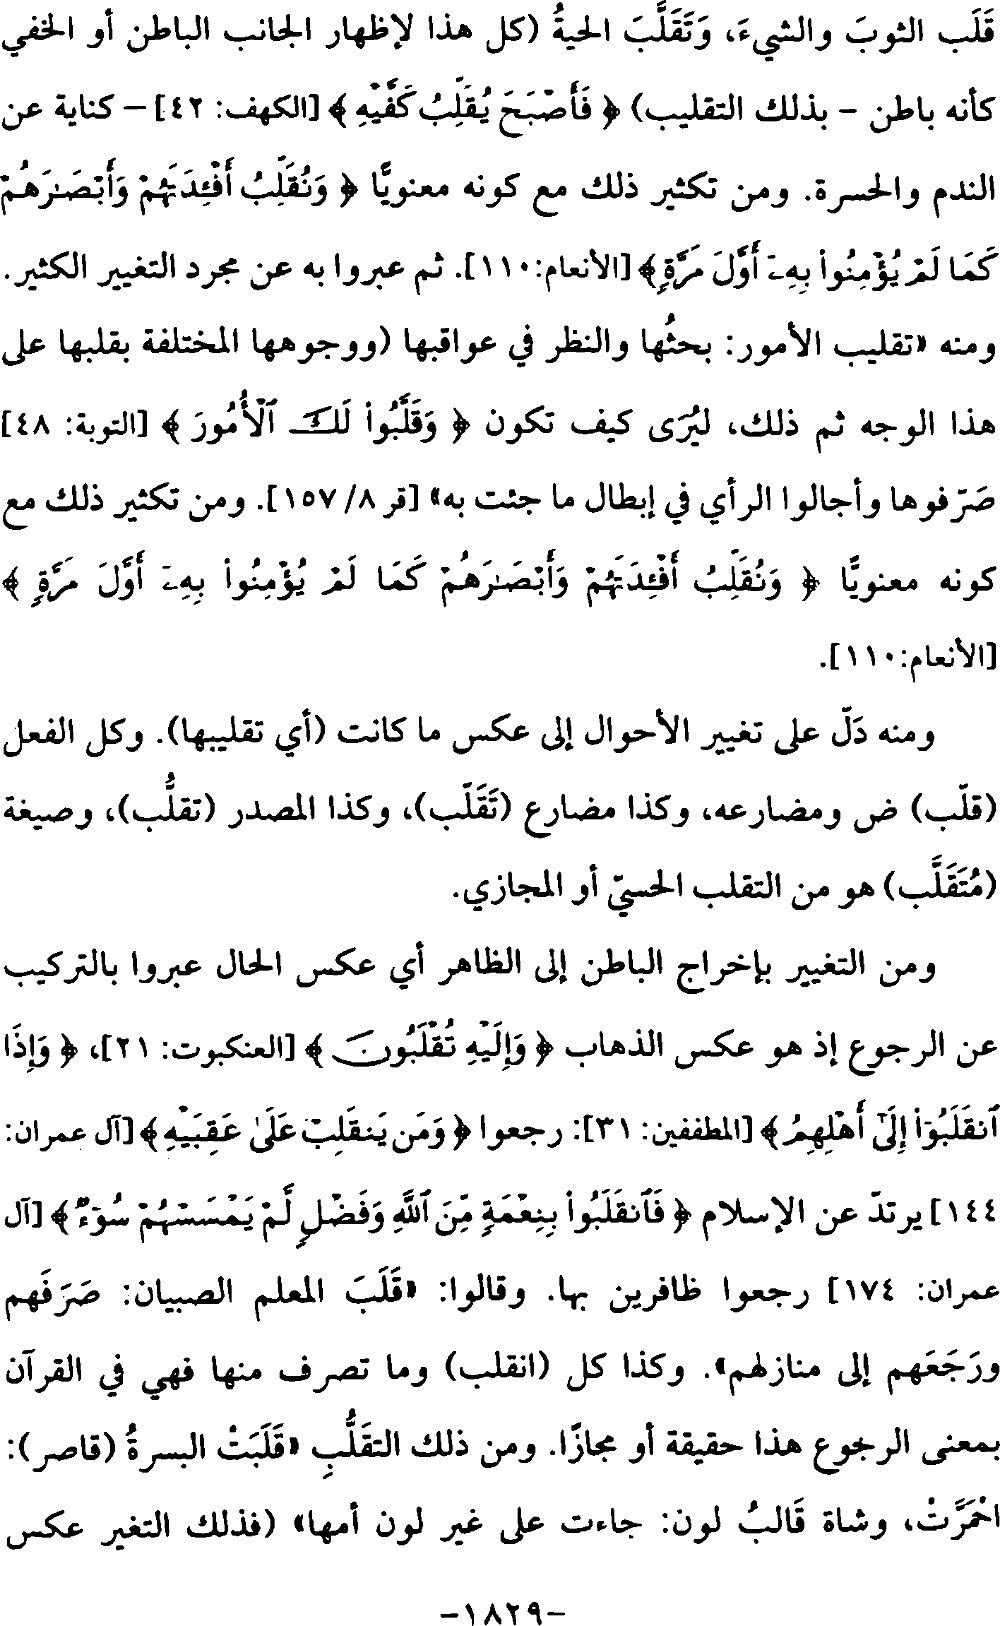 قَلَب الثوبَ والشيءَ، وَتَقَلَّبَ الحيةُ (كل هذا لإظهار الجانب الباطن أو الخفي
كأنه باطن – بذلك التقليب) ﴿ فَأَصْبَحَ يُقَلِّبُ كَفَّيْهِ ﴾ [الكهف: ٤٢] – كناية عن
الندم والحسرة. ومن تكثير ذلك مع كونه معنويًّا ﴿ وَنُقَلِّبُ أَفْـِٔدَتَهُمْ وَأَبْصَـٰرَهُمْ
كَمَا لَمْ يُؤْمِنُوا۟ بِهِۦٓ أَوَّلَ مَرَّةٍ﴾ [الأنعام:١١٠]. ثم عبروا به عن مجرد التغيير الكثير.
ومنه «تقليب الأمور: بحثُها والنظر في عواقبها (ووجوهها المختلفة بقلبها على
هذا الوجه ثم ذلك، ليُرَى كيف تكون ﴿ وَقَلَّبُوا۟ لَكَ ٱلْأُمُورَ ﴾ [التوبة: ٤٨]
صَرّفوها وأجالوا الرأي في إبطال ما جئت به» [قر ٨/ ١٥٧]. ومن تكثير ذلك مع
كونه معنويًّا ﴿ وَنُقَلِّبُ أَفْـِٔدَتَهُمْ وَأَبْصَـٰرَهُمْ كَمَا لَمْ يُؤْمِنُوا۟ بِهِۦٓ أَوَّلَ مَرَّةٍ ﴾
[الأنعام:١١٠].
ومنه دَلّ على تغيير الأحوال إلى عكس ما كانت (أي تقليبها). وكل الفعل
(قلّب) ض ومضارعه، وكذا مضارع (تَقَلّب)، وكذا المصدر (تقلُّب)، وصيغة
(مُتَقَلَّب) هو من التقلب الحسيّ أو المجازي.
ومن التغيير بإخراج الباطن إلى الظاهر أي عكس الحال عبروا بالتركيب
عن الرجوع إذ هو عكس الذهاب ﴿ وَإِلَيْهِ تُقْلَبُونَ ﴾ [العنكبوت: ٢١]، ﴿ وَإِذَا
ٱنقَلَبُوٓا۟ إِلَىٰٓ أَهْلِهِمُ ﴾ [المطففين: ٣١]: رجعوا ﴿ وَمَن يَنقَلِبْ عَلَىٰ عَقِبَيْهِ ﴾ [آل عمران:
١٤٤] يرتدّ عن الإسلام ﴿ فَٱنقَلَبُوا۟ بِنِعْمَةٍ مِّنَ ٱللَّهِ وَفَضْلٍ لَّمْ يَمْسَسْهُمْ سُوٓءٌ ﴾ [آل
عمران: ١٧٤] رجعوا ظافرين بها. وقالوا: «قَلَبَ المعلم الصبيان: صَرَفَهم
ورَجَعَهم إلى منازلهم». وكذا كل (انقلب) وما تصرف منها فهي في القرآن
بمعنى الرجوع هذا حقيقة أو مجازًا. ومن ذلك التقَلُّبِ «قَلَبَتْ البسرةُ (قاصر):
احْمَرَّتْ، وشاة قَالبُ لون: جاءت على غير لون أمها» (فذلك التغير عكس
-١٨٢٩-